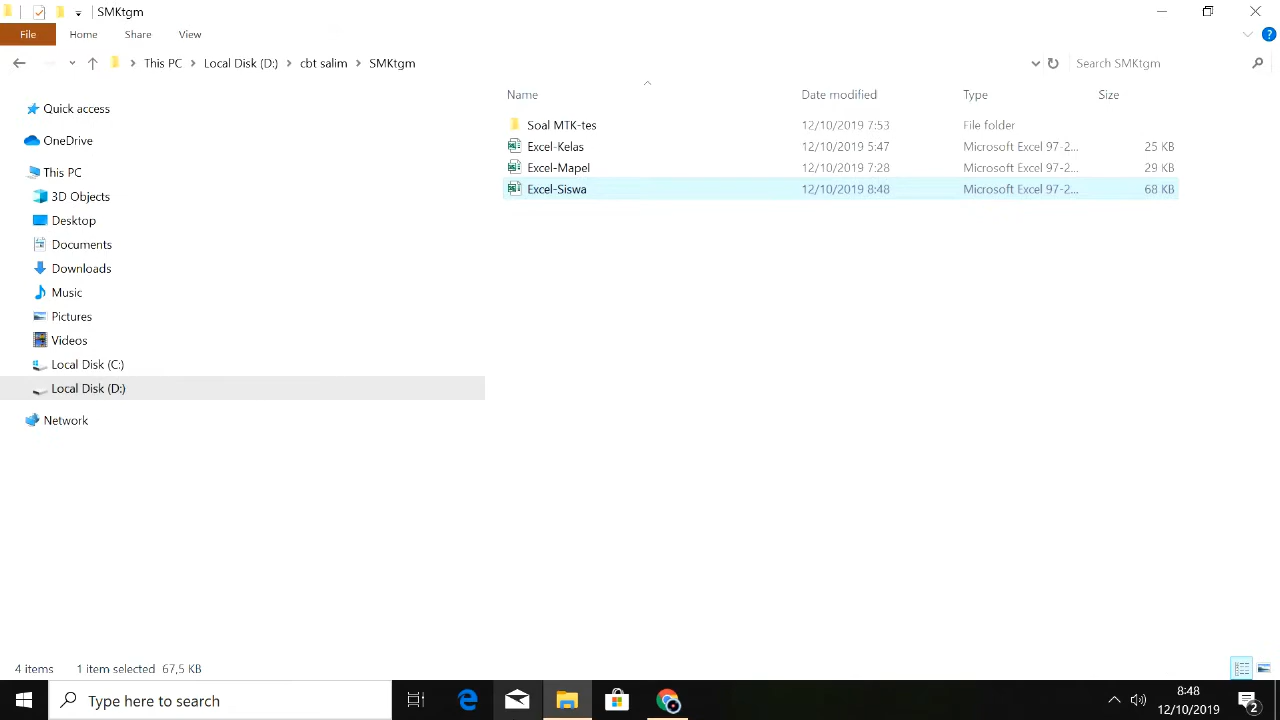 SMKtgm
File Home Share View
This PC Local Disk (D:) cbt salim SMKtgm Search SMKtgm
Quick access
OneDrive
This PC
3D Objects
Desktop
Documents
Downloads
Music
Pictures
Videos
Local Disk (C:)
Local Disk (D:)
Network
Name Date modified Type Size
Soal MTK-tes 12/10/2019 7:53 File folder
Excel-Kelas 12/10/2019 5:47 Microsoft Excel 97-2... 25 KB
Excel-Mapel 12/10/2019 7:28 Microsoft Excel 97-2... 29 KB
Excel-Siswa 12/10/2019 8:48 Microsoft Excel 97-2... 68 KB
4 items 1 item selected 67,5 KB
Type here to search
8:48
12/10/2019
2